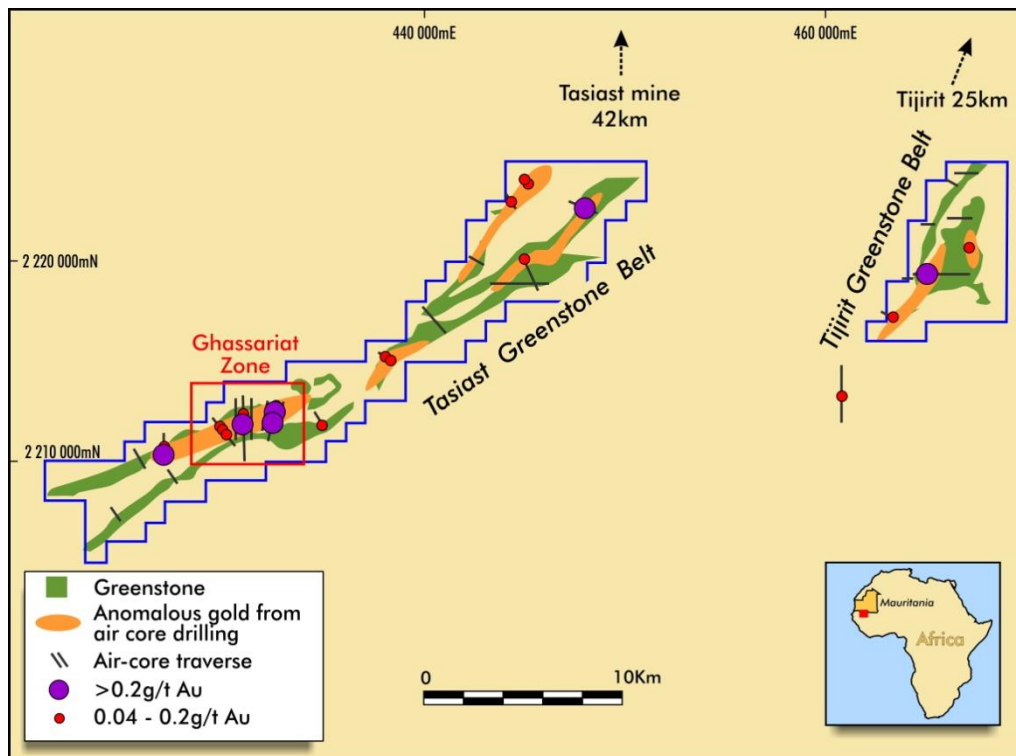 440 000mE
460 000mE
Tasiast mine
42km
Tijirit 25km
Tijirit Greenstone Belt
2 220 000mN
Tasiast Greenstone Belt
Ghassariat
Zone
2 210 000mN
Greenstone
Anomalous gold from
air core drilling
Air-core traverse
>0.2g/t Au
0.04 - 0.2g/t Au
0
10Km
Mauritania
Africa